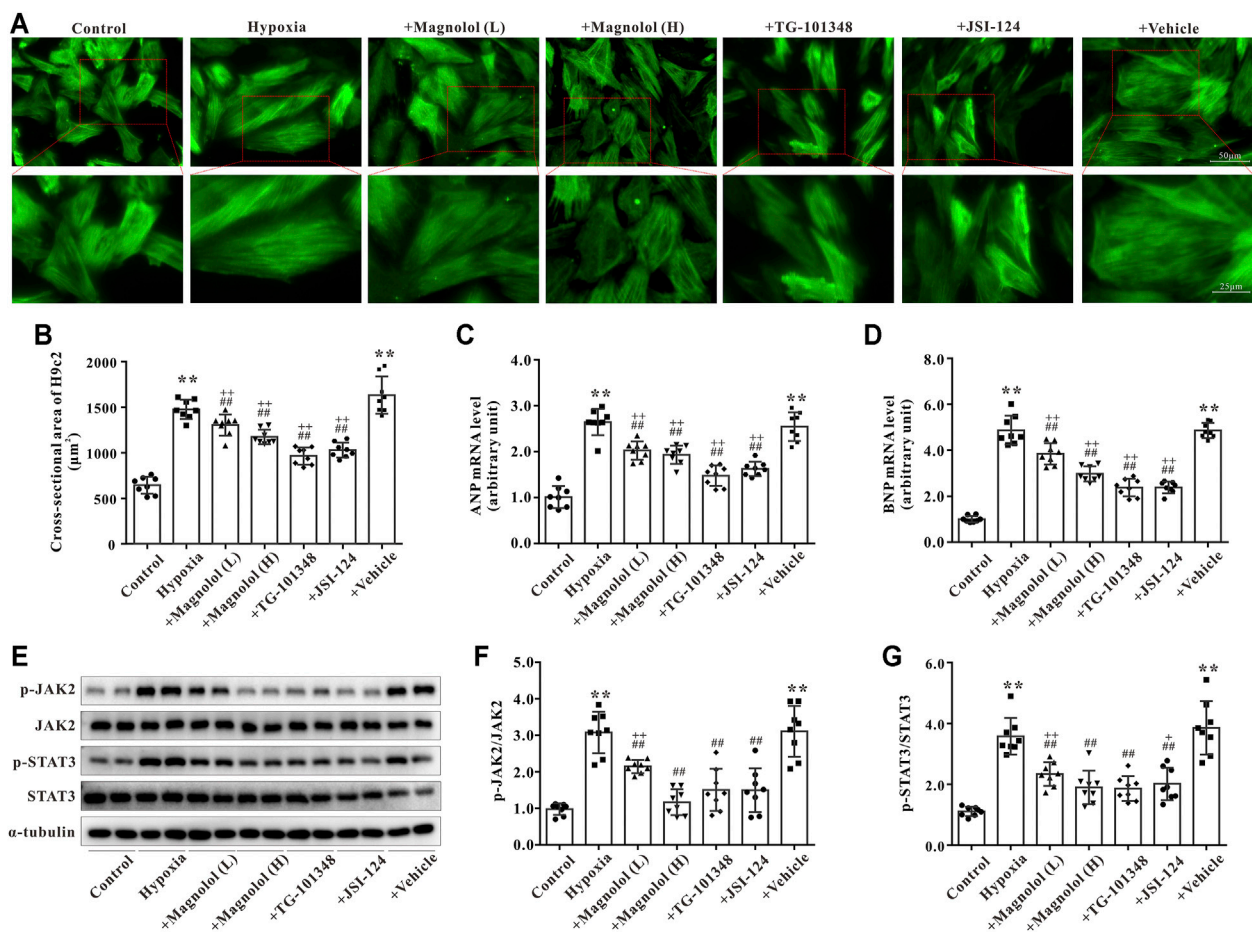 A
Control
Hypoxia
+Magnolol (L)
+Magnolol (H)
+TG-101348
+JSI-124
+Vehicle
50μm
25μm
B
Cross-sectional area of H9c2
(μm²)
2000
1500
1000
500
0
**
++
##
++
##
++
##
++
##
**
Control
Hypoxia
+Magnolol (L)
+Magnolol (H)
+TG-101348
+JSI-124
+Vehicle
C
ANP mRNA level
(arbitrary unit)
4.0
3.0
2.0
1.0
0.0
**
++
##
++
##
++
##
++
##
**
Control
Hypoxia
+Magnolol (L)
+Magnolol (H)
+TG-101348
+JSI-124
+Vehicle
D
BNP mRNA level
(arbitrary unit)
8.0
6.0
4.0
2.0
0.0
**
++
##
++
##
++
##
++
##
**
Control
Hypoxia
+Magnolol (L)
+Magnolol (H)
+TG-101348
+JSI-124
+Vehicle
E
p-JAK2
JAK2
p-STAT3
STAT3
α-tubulin
Control
Hypoxia
+Magnolol (L)
+Magnolol (H)
+TG-101348
+JSI-124
+Vehicle
F
p-JAK2/JAK2
5.0
4.0
3.0
2.0
1.0
0.0
**
++
##
##
##
##
**
Control
Hypoxia
+Magnolol (L)
+Magnolol (H)
+TG-101348
+JSI-124
+Vehicle
G
p-STAT3/STAT3
6.0
4.0
2.0
0.0
**
++
##
##
##
+
##
**
Control
Hypoxia
+Magnolol (L)
+Magnolol (H)
+TG-101348
+JSI-124
+Vehicle